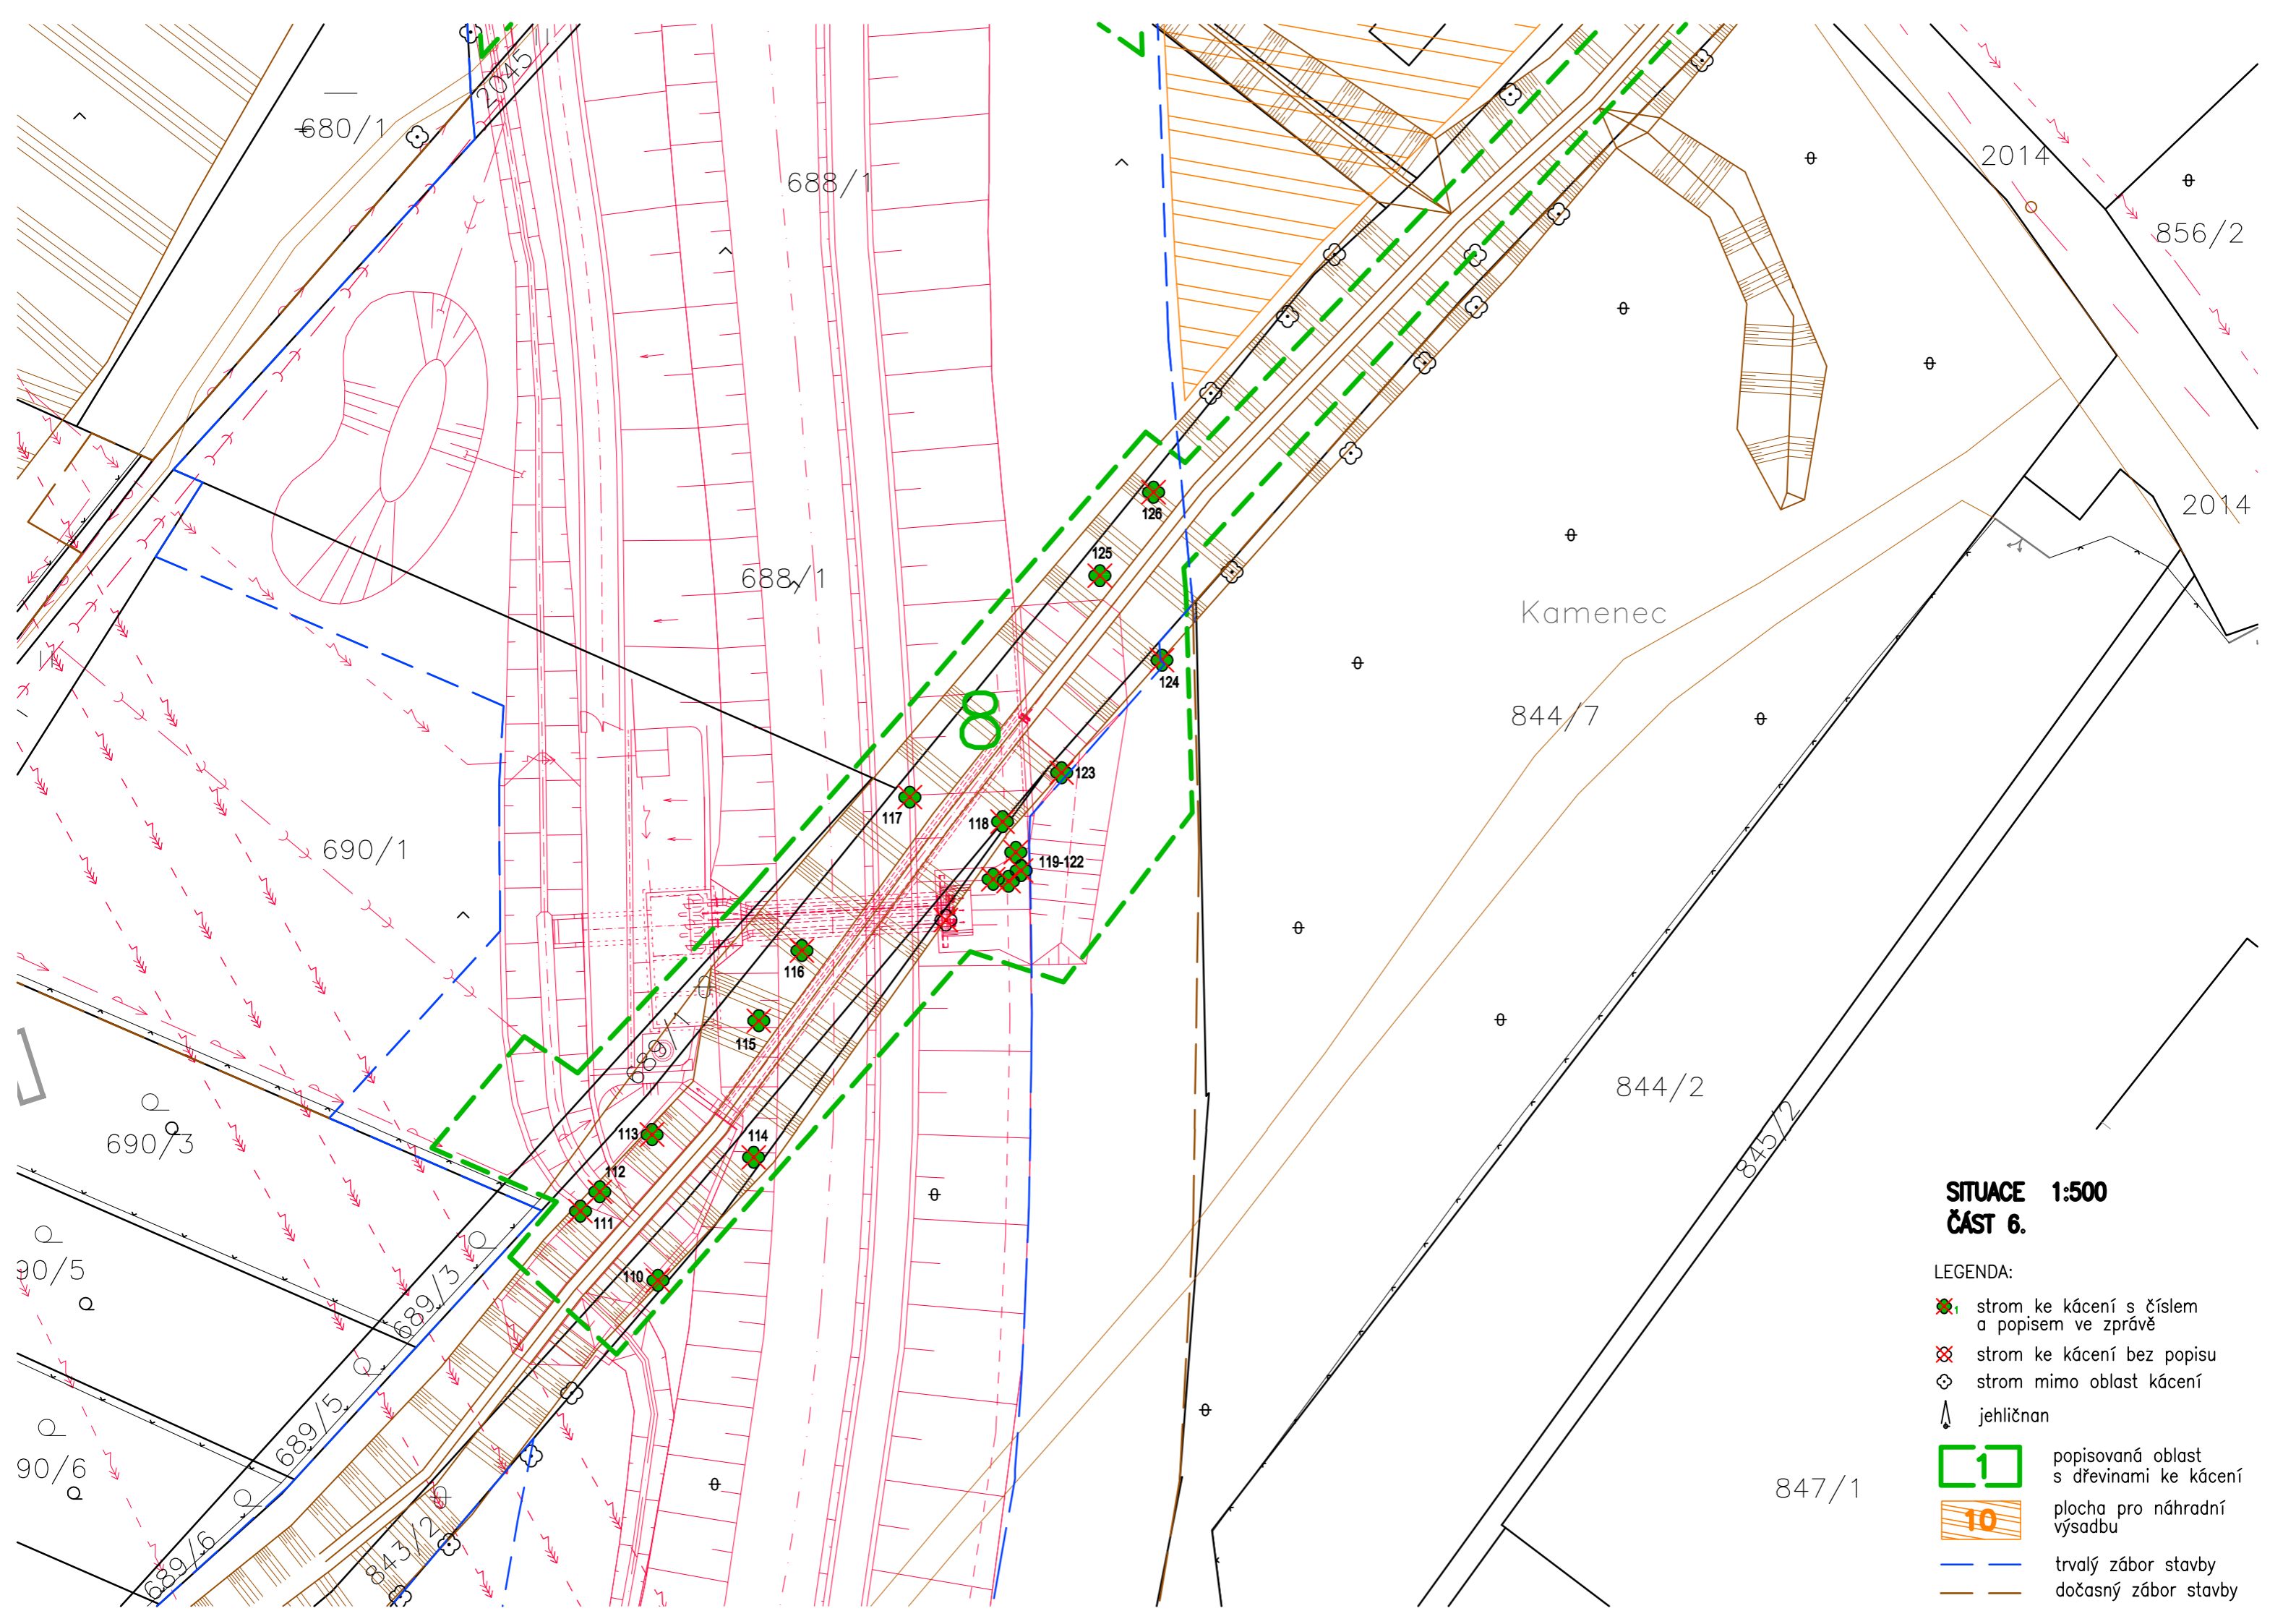 2045
680/1
688/1
2014
856/2
2014
126
125
688/1
Kamenec
124
8
844/7
123
117
118
690/1
119-122
116
115
689/1
844/2
690/3
113
114
845/2
112
111
110
90/5
689/3
689/5
90/6
847/1
689/6
843/2
SITUACE 1:500
ČÁST 6.
LEGENDA:
1 strom ke kácení s číslem
a popisem ve zprávě
strom ke kácení bez popisu
strom mimo oblast kácení
jehličnan
1 popisovaná oblast
s dřevinami ke kácení
10 plocha pro náhradní
výsadbu
trvalý zábor stavby
dočasný zábor stavby